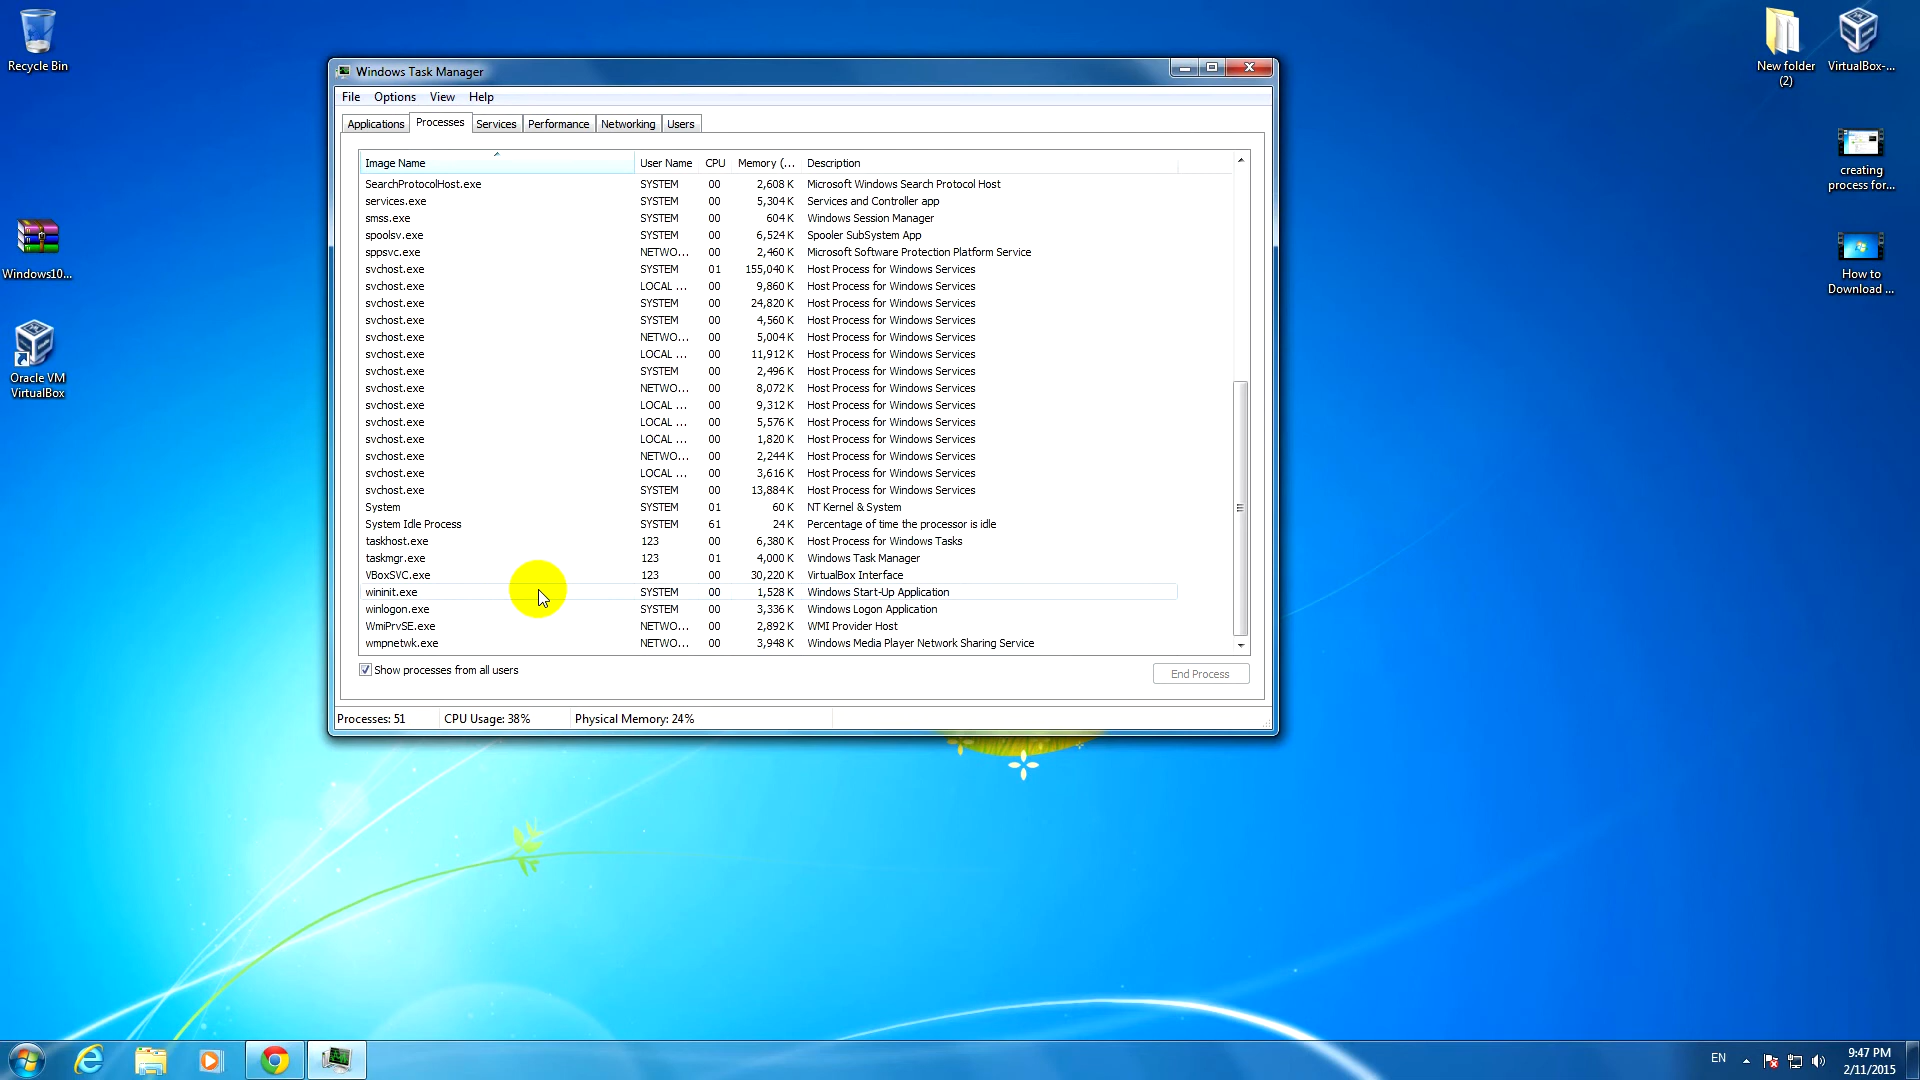 Recycle Bin
Windows10...
Oracle VM
VirtualBox
New folder
(2)
VirtualBox-...
creating
process for...
How to
Download ...
Windows Task Manager
File Options View Help
Applications Processes Services Performance Networking Users
Image Name User Name CPU Memory (... Description
SearchProtocolHost.exe SYSTEM 00 2,608 K Microsoft Windows Search Protocol Host
services.exe SYSTEM 00 5,304 K Services and Controller app
smss.exe SYSTEM 00 604 K Windows Session Manager
spoolsv.exe SYSTEM 00 6,524 K Spooler SubSystem App
sppsvc.exe NETWO... 00 2,460 K Microsoft Software Protection Platform Service
svchost.exe SYSTEM 01 155,040 K Host Process for Windows Services
svchost.exe LOCAL ... 00 9,860 K Host Process for Windows Services
svchost.exe SYSTEM 00 24,820 K Host Process for Windows Services
svchost.exe SYSTEM 00 4,560 K Host Process for Windows Services
svchost.exe NETWO... 00 5,004 K Host Process for Windows Services
svchost.exe LOCAL ... 00 11,912 K Host Process for Windows Services
svchost.exe SYSTEM 00 2,496 K Host Process for Windows Services
svchost.exe NETWO... 00 8,072 K Host Process for Windows Services
svchost.exe LOCAL ... 00 9,312 K Host Process for Windows Services
svchost.exe LOCAL ... 00 5,576 K Host Process for Windows Services
svchost.exe LOCAL ... 00 1,820 K Host Process for Windows Services
svchost.exe NETWO... 00 2,244 K Host Process for Windows Services
svchost.exe LOCAL ... 00 3,616 K Host Process for Windows Services
svchost.exe SYSTEM 00 13,884 K Host Process for Windows Services
System SYSTEM 01 60 K NT Kernel & System
System Idle Process SYSTEM 61 24 K Percentage of time the processor is idle
taskhost.exe 123 00 6,380 K Host Process for Windows Tasks
taskmgr.exe 123 01 4,000 K Windows Task Manager
VBoxSVC.exe 123 00 30,220 K VirtualBox Interface
wininit.exe SYSTEM 00 1,528 K Windows Start-Up Application
winlogon.exe SYSTEM 00 3,336 K Windows Logon Application
WmiPrvSE.exe NETWO... 00 2,892 K WMI Provider Host
wmpnetwk.exe NETWO... 00 3,948 K Windows Media Player Network Sharing Service
Show processes from all users
End Process
Processes: 51 CPU Usage: 38% Physical Memory: 24%
EN
9:47 PM
2/11/2015